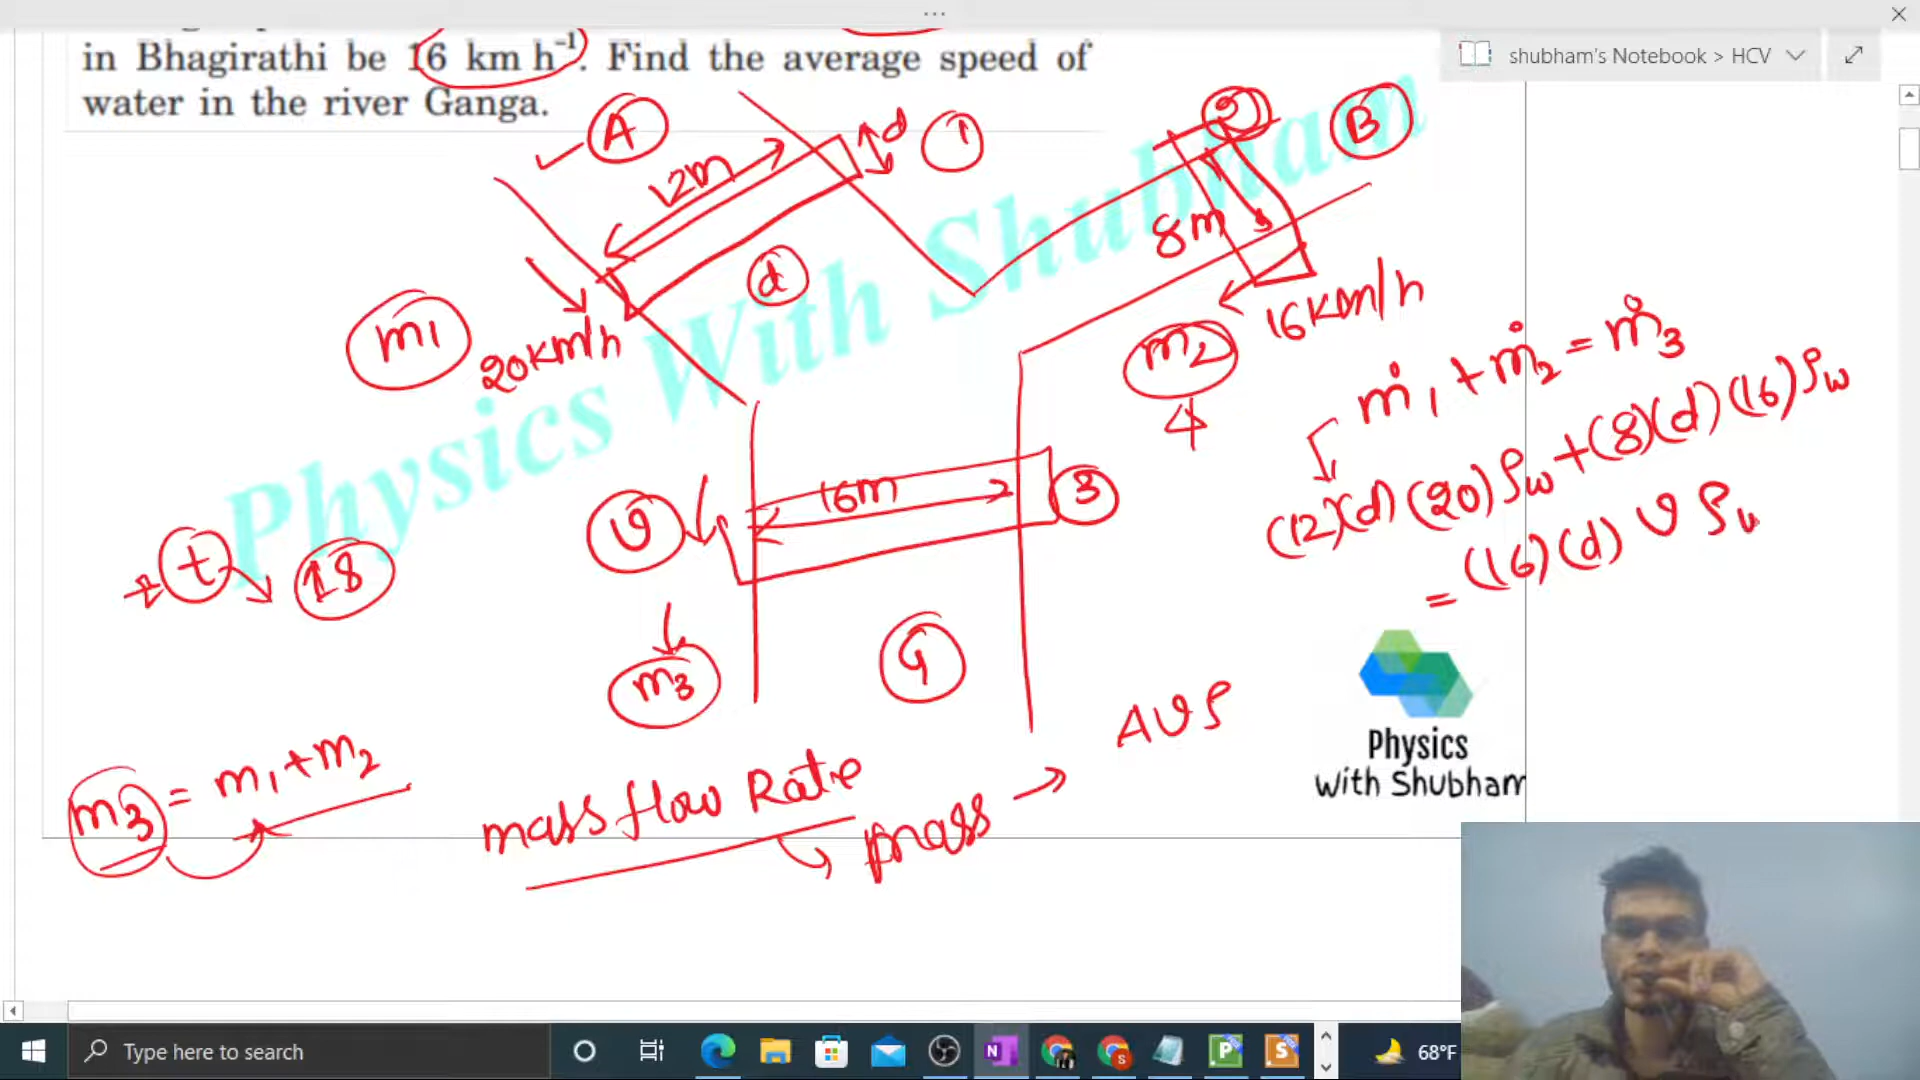 in Bhagirathi be 16 km h⁻¹. Find the average speed of
water in the river Ganga.
shubham's Notebook > HCV
A
12m
d
1
B
8m
d
m1
20km/h
16km/h
m2
4
ṁ1 + ṁ2 = ṁ3
(12)(d)(20)ρw + (8)(d)(16)ρw
= (16)(d) v ρ
v
16m
3
t
18
m3
G
Avρ
m3 = m1 + m2
mass flow Rate
mass →
Physics With Shubham
Physics
With Shubham
Type here to search
68°F